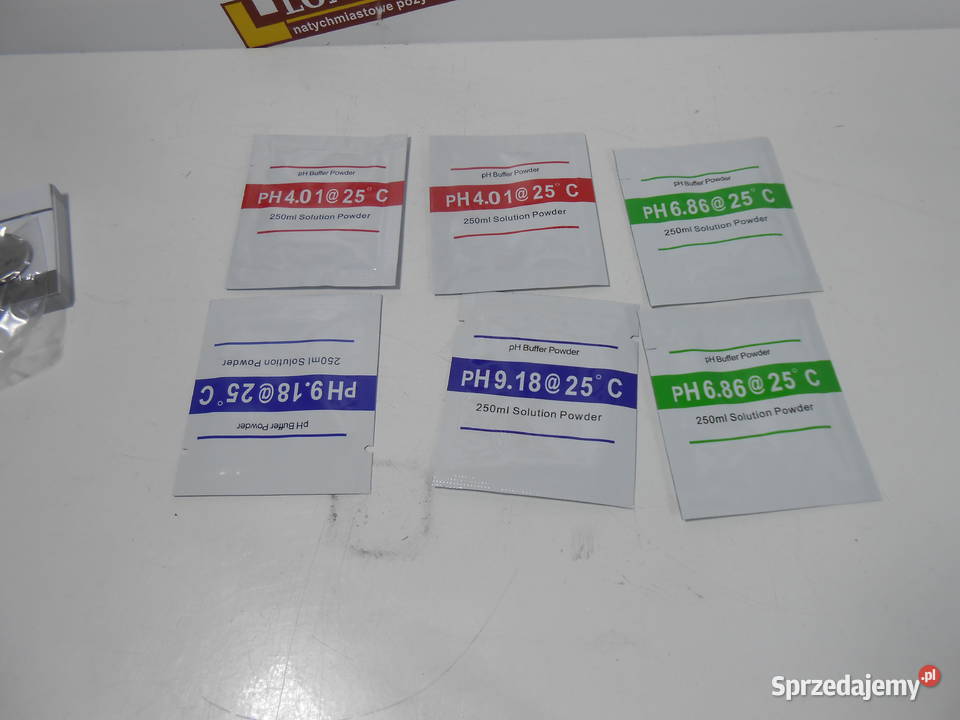 natychmiastowe
pH Buffer Powder
PH4.01@25°C
250ml Solution Powder
pH Buffer Powder
PH4.01@25°C
250ml Solution Powder
pH Buffer Powder
PH6.86@25°C
250ml Solution Powder
pH Buffer Powder
PH9.18@25°C
250ml Solution Powder
pH Buffer Powder
PH9.18@25°C
250ml Solution Powder
pH Buffer Powder
PH6.86@25°C
250ml Solution Powder
Sprzedajemy.pl